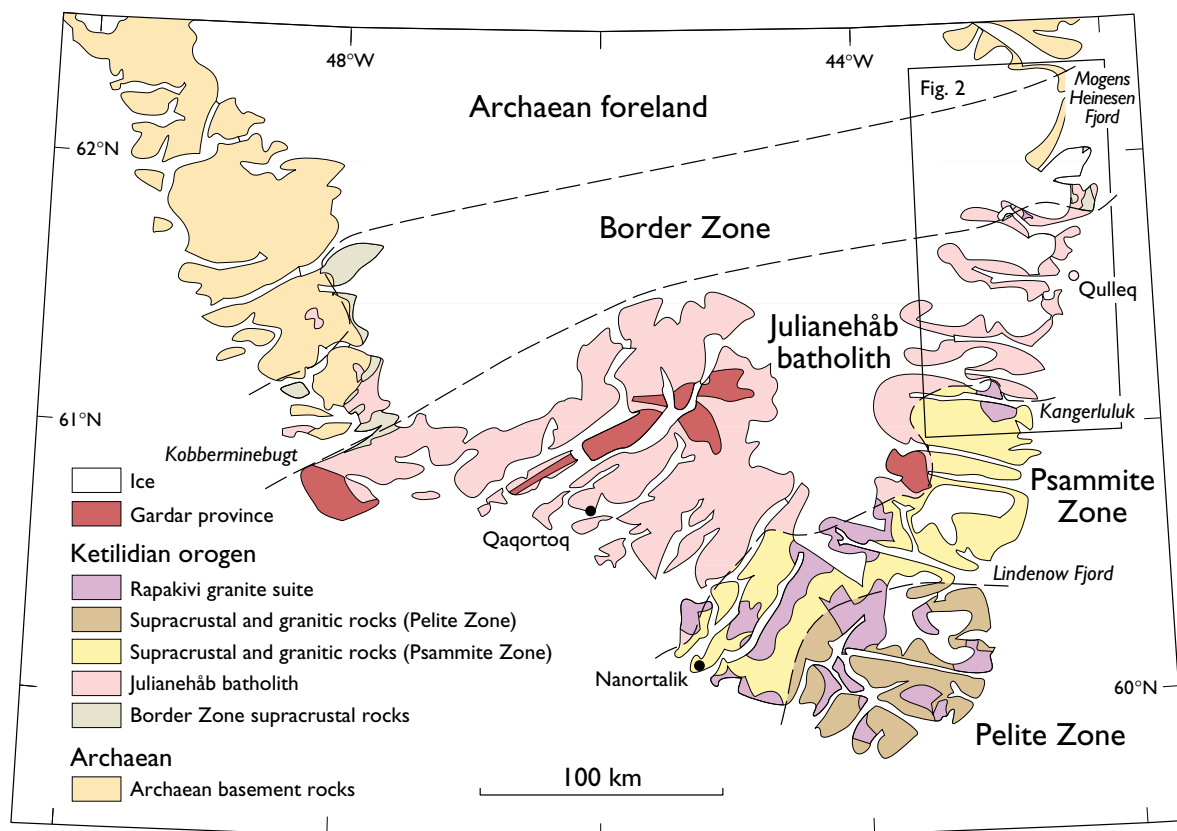 48°W
44°W
Fig. 2
Mogens
Heinesen
Fjord
Archaean foreland
62°N
Border Zone
Qulleq
Julianehåb
batholith
61°N
Kangerluluk
Kobberminebugt
Ice
Psammite
Zone
Gardar province
Qaqortoq
Ketilidian orogen
Lindenow Fjord
Rapakivi granite suite
Supracrustal and granitic rocks (Pelite Zone)
Supracrustal and granitic rocks (Psammite Zone)
Nanortalik
60°N
Julianehåb batholith
Border Zone supracrustal rocks
Pelite Zone
Archaean
100 km
Archaean basement rocks